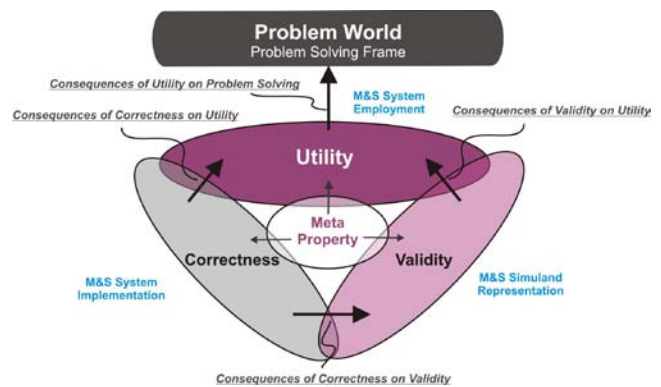 Problem World
Problem Solving Frame
Consequences of Utility on Problem Solving
M&S System
Employment
Consequences of Correctness on Utility
Consequences of Validity on Utility
Utility
Meta
Property
Correctness
Validity
M&S System
Implementation
M&S Simuland
Representation
Consequences of Correctness on Validity